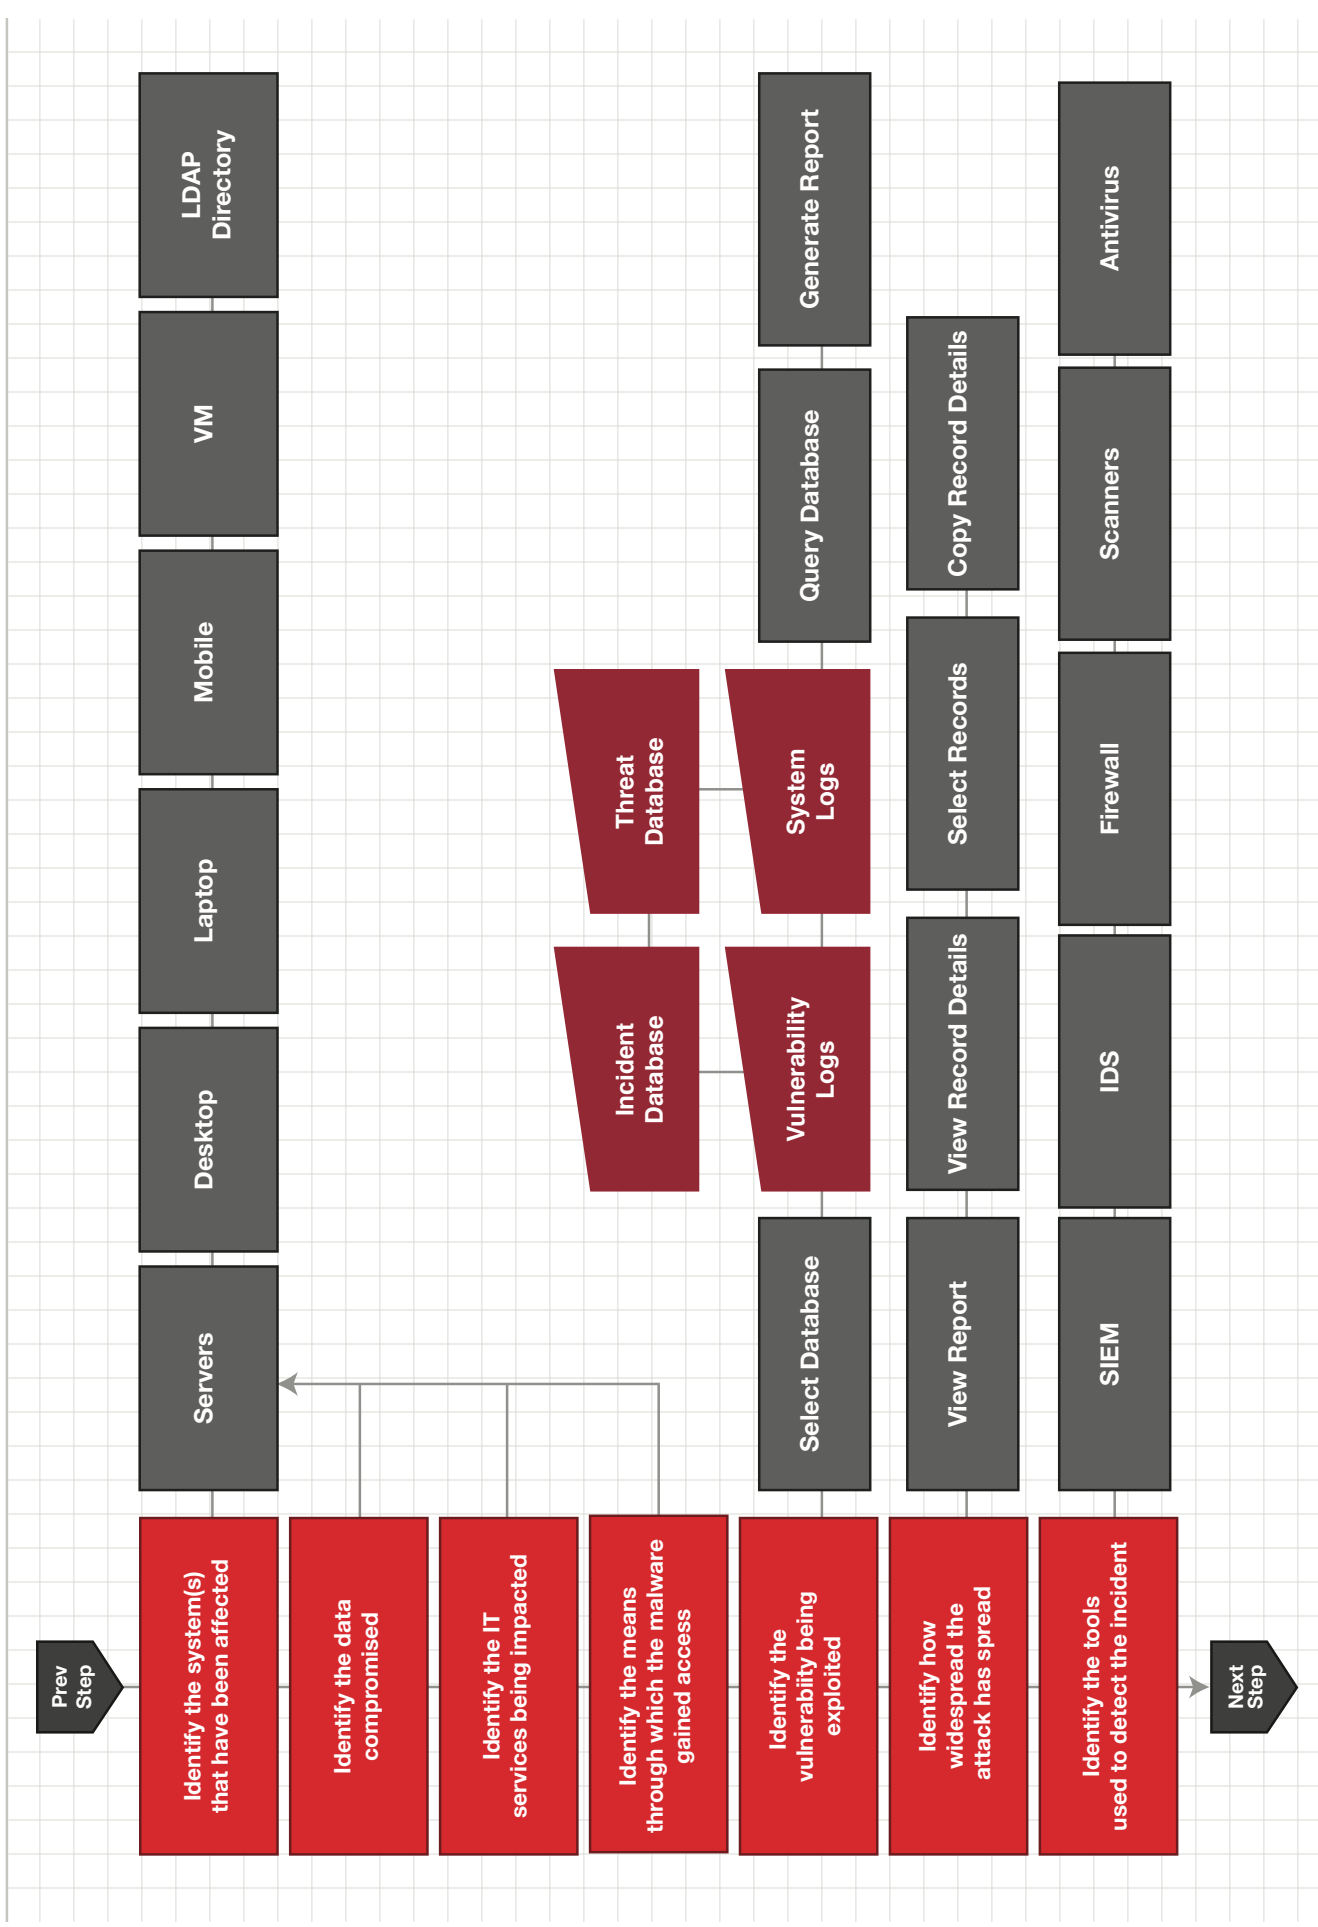 Prev
Step
Identify the system(s)
that have been affected
Servers
Desktop
Laptop
Mobile
VM
LDAP
Directory
Identify the data
compromised
Identify the IT
services being impacted
Identify the means
through which the malware
gained access
Incident
Database
Threat
Database
Identify the
vulnerabiity being
exploited
Select Database
Vulnerability
Logs
System
Logs
Query Database
Generate Report
Identify how
widespread the
attack has spread
View Report
View Record Details
Select Records
Copy Record Details
Identify the tools
used to detect the incident
SIEM
IDS
Firewall
Scanners
Antivirus
Next
Step